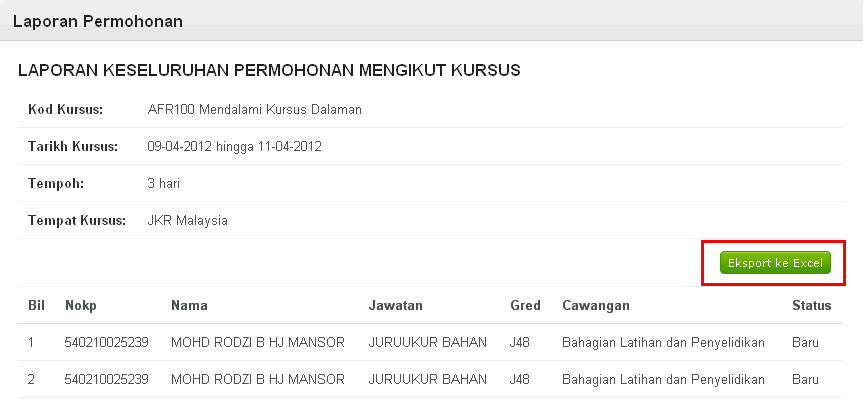 Laporan Permohonan
LAPORAN KESELURUHAN PERMOHONAN MENGIKUT KURSUS
Kod Kursus: AFR100 Mendalami Kursus Dalaman
Tarikh Kursus: 09-04-2012 hingga 11-04-2012
Tempoh: 3 hari
Tempat Kursus: JKR Malaysia
Eksport ke Excel
Bil Nokp Nama Jawatan Gred Cawangan Status
1 540210025239 MOHD RODZI B HJ MANSOR JURUUKUR BAHAN J48 Bahagian Latihan dan Penyelidikan Baru
2 540210025239 MOHD RODZI B HJ MANSOR JURUUKUR BAHAN J48 Bahagian Latihan dan Penyelidikan Baru